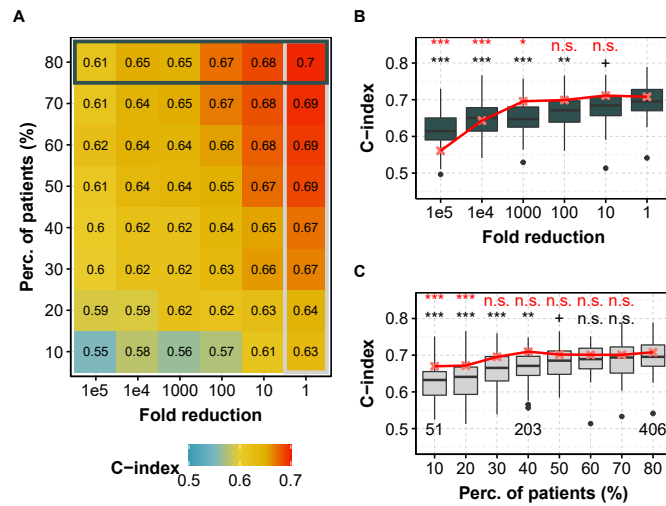 A
80 0.61 0.65 0.65 0.67 0.68 0.7
70 0.61 0.64 0.65 0.67 0.68 0.69
60 0.62 0.64 0.64 0.66 0.68 0.69
50 0.61 0.64 0.64 0.65 0.67 0.69
40 0.6 0.62 0.62 0.64 0.65 0.67
30 0.6 0.62 0.62 0.63 0.66 0.67
20 0.59 0.59 0.62 0.62 0.63 0.64
10 0.55 0.58 0.56 0.57 0.61 0.63
Perc. of patients (%)
1e5 1e4 1000 100 10 1
Fold reduction
C−index
0.5 0.6 0.7
B
*** *** * n.s. n.s.
*** *** *** ** +
0.8
0.7
0.6
0.5
C−index
1e5 1e4 1000 100 10 1
Fold reduction
C
*** *** n.s. n.s. n.s. n.s. n.s.
*** *** *** ** + n.s. n.s.
0.8
0.7
0.6
0.5
C−index
51 203 406
10 20 30 40 50 60 70 80
Perc. of patients (%)